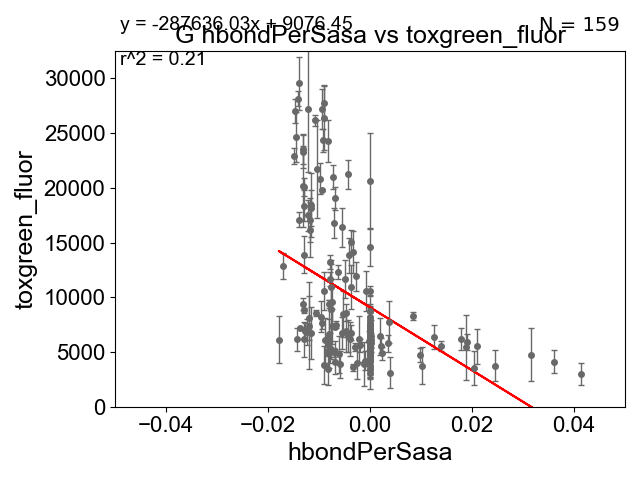 y = -287636.03x + 9076.45
N = 159
G hbondPerSasa vs toxgreen_fluor
r^2 = 0.21
30000
25000
20000
15000
10000
5000
0
toxgreen_fluor
−0.04
−0.02
0.00
0.02
0.04
hbondPerSasa